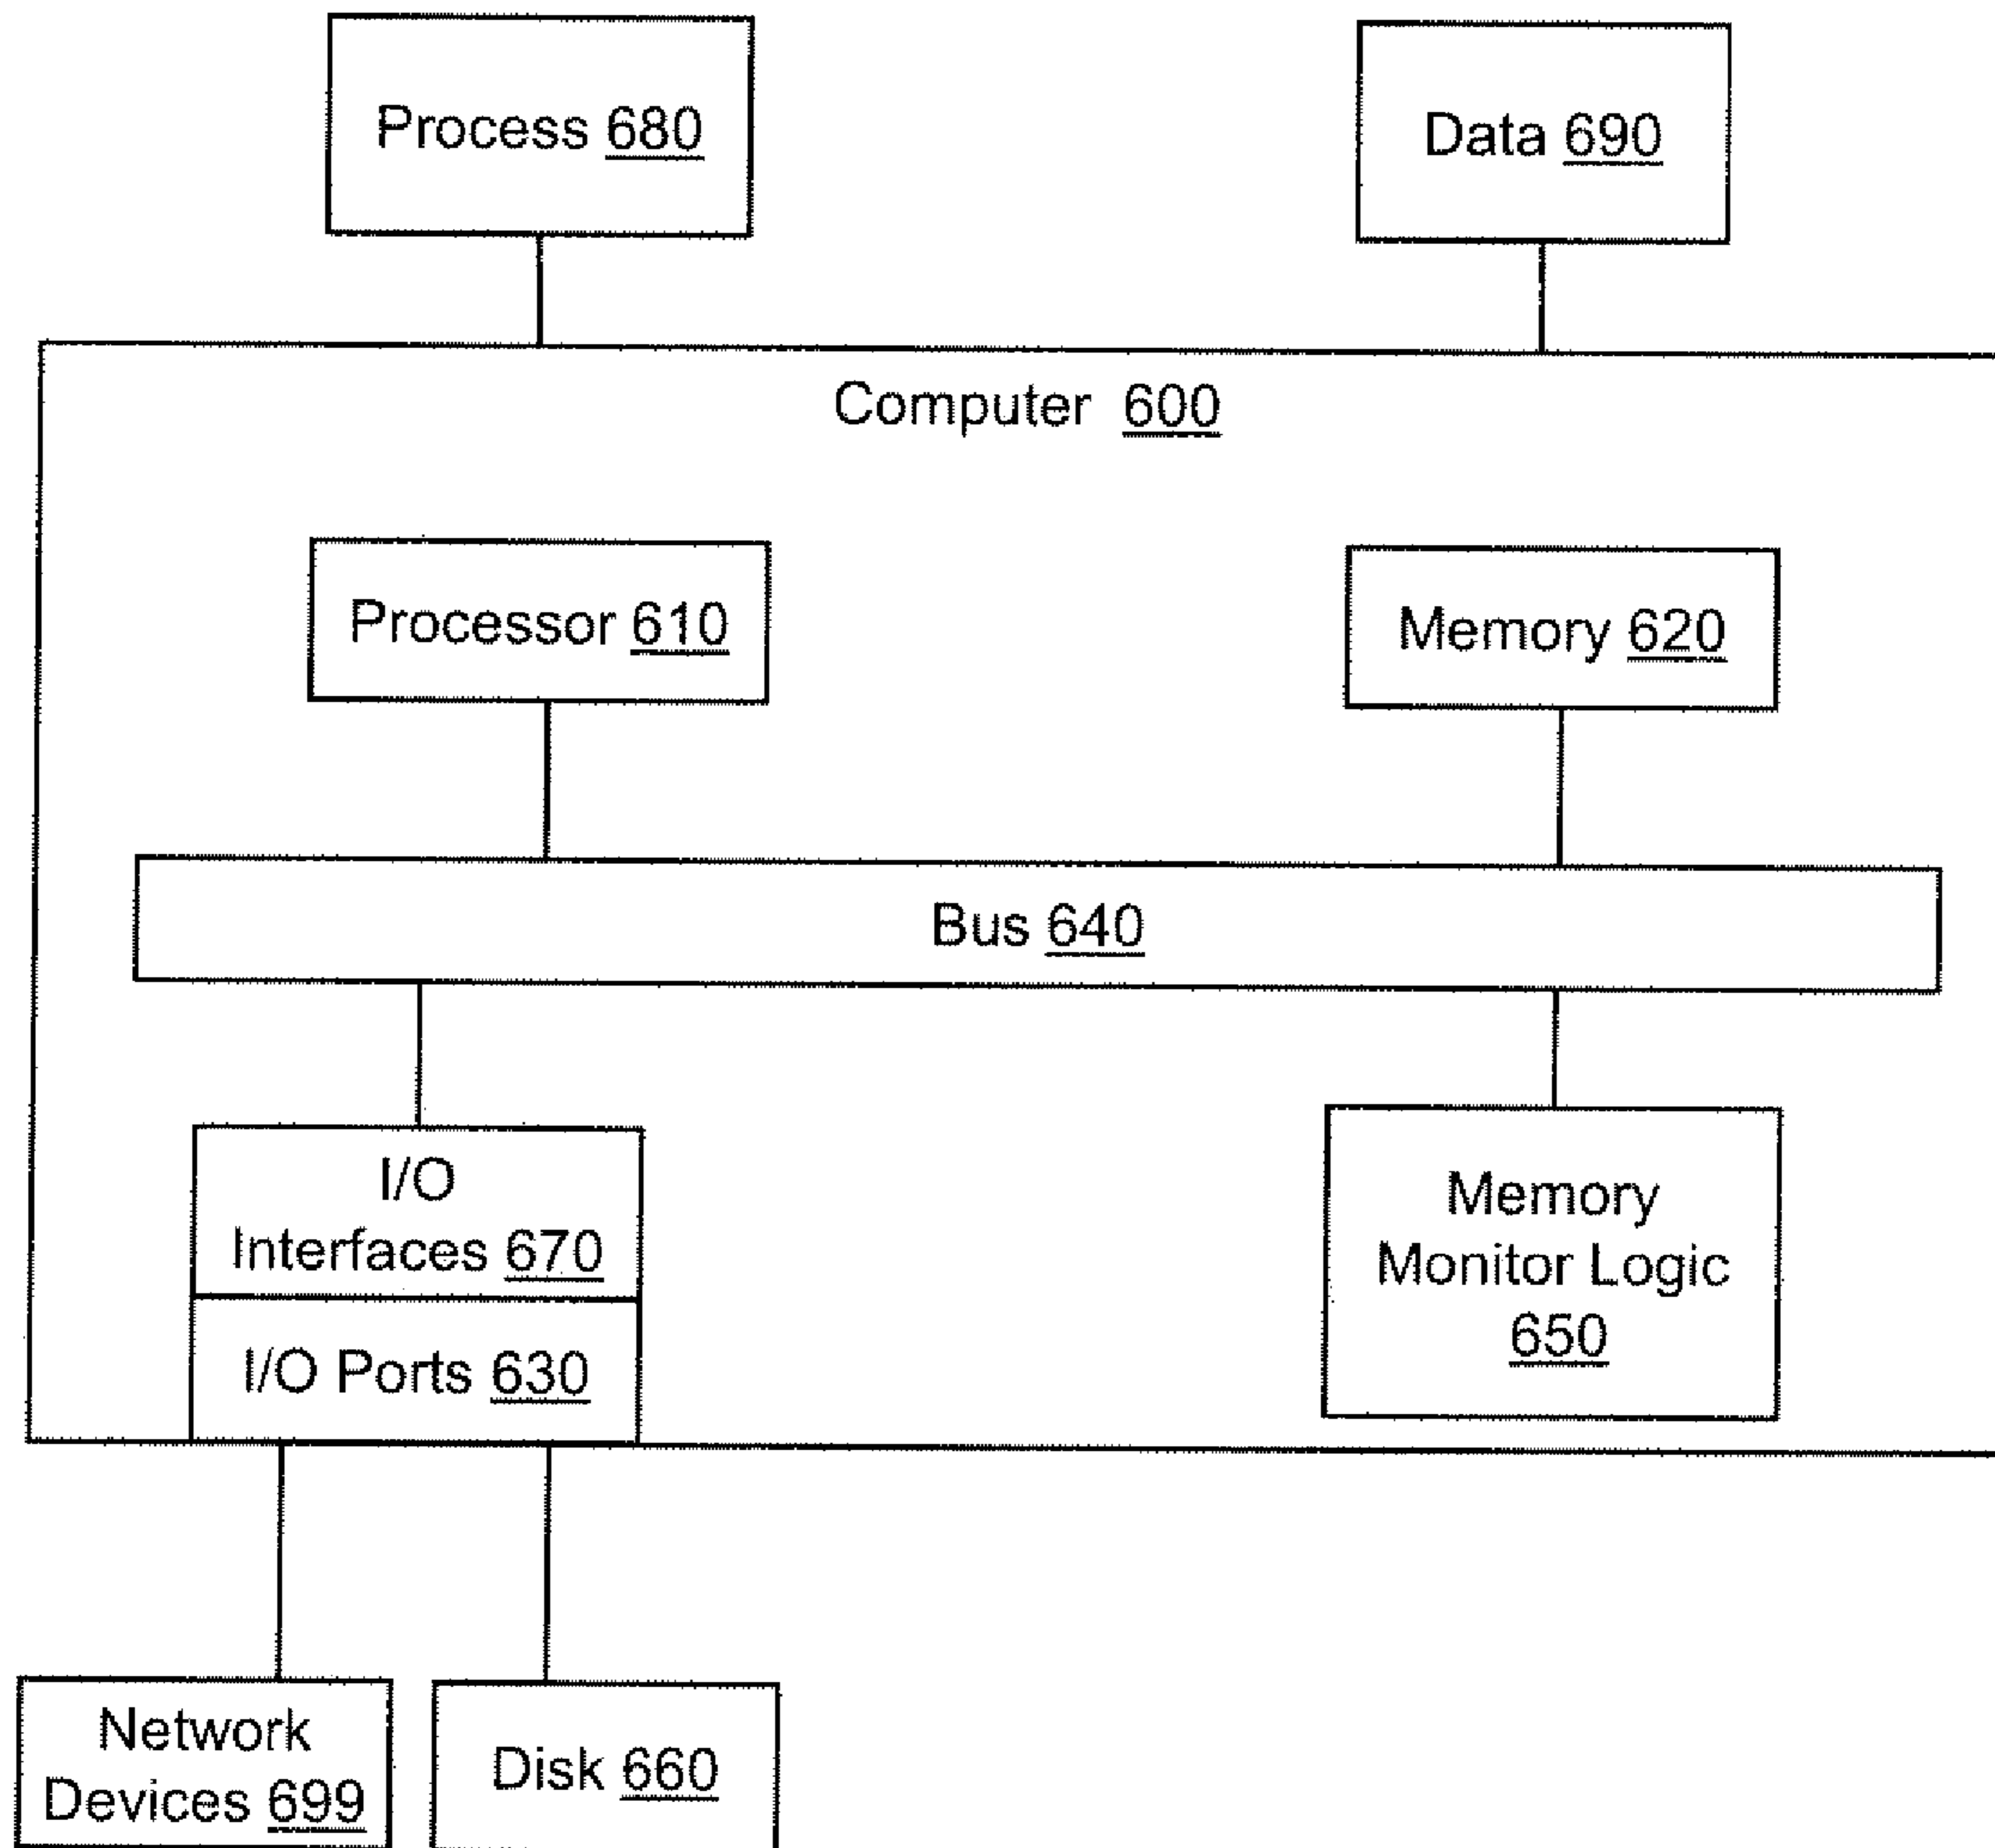 Process 680
Data 690
Computer 600
Processor 610
Memory 620
Bus 640
I/O
Interfaces 670
I/O Ports 630
Memory
Monitor Logic
650
Network
Devices 699
Disk 660